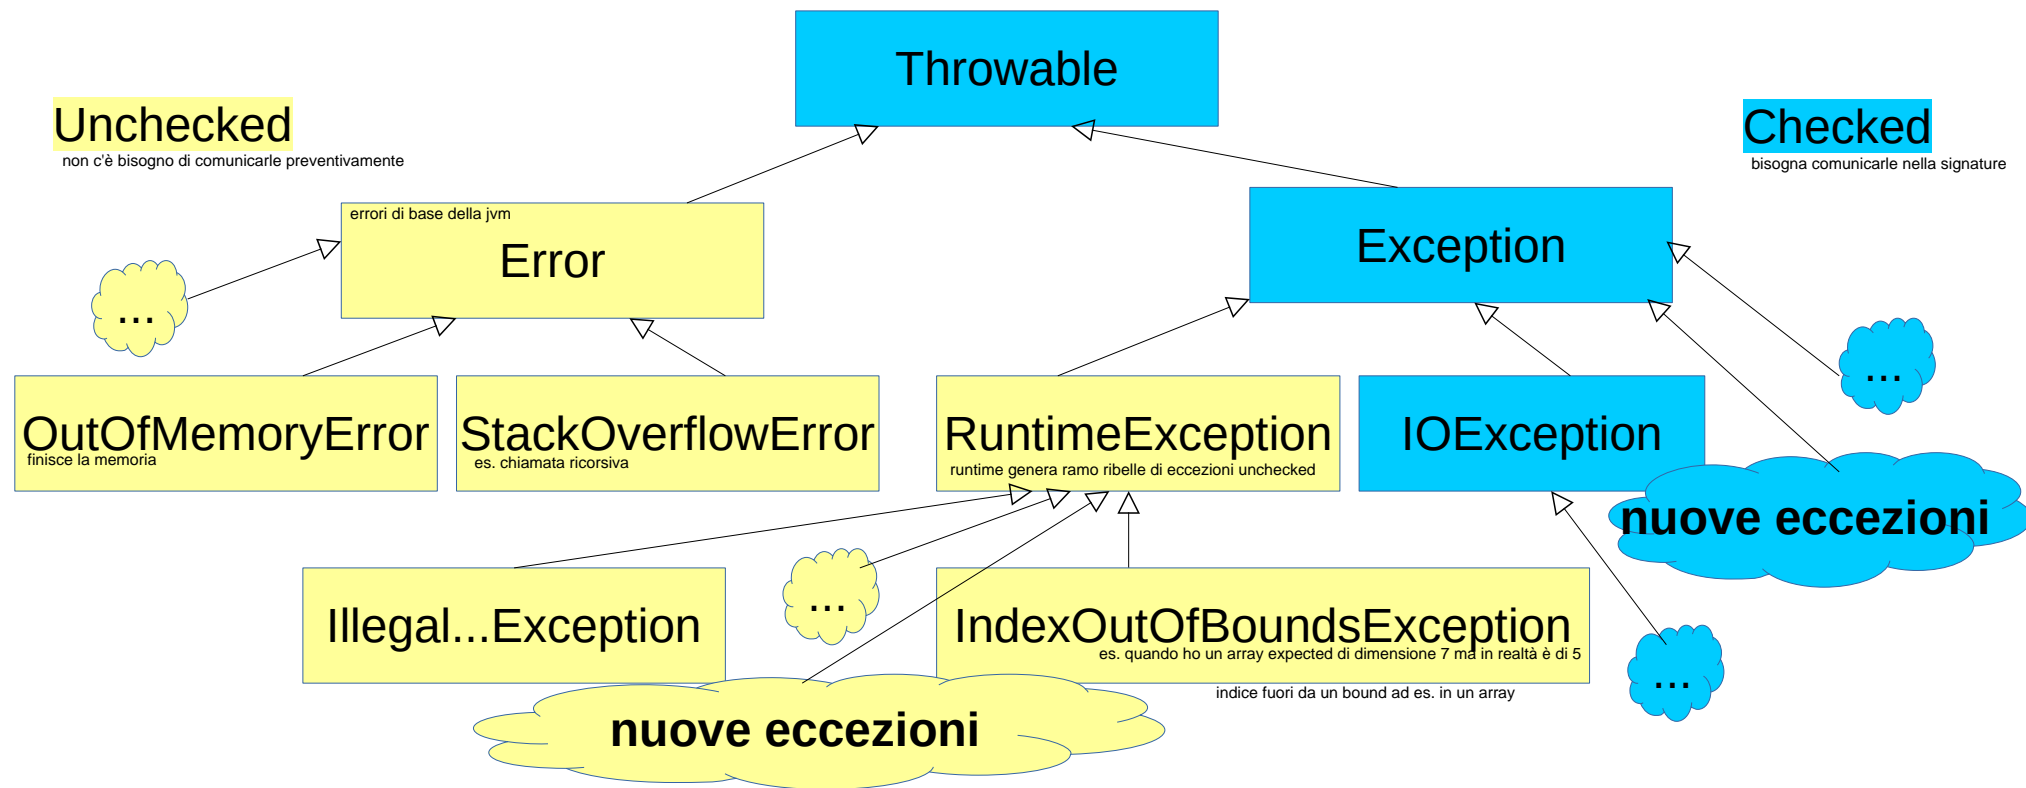 Throwable
Unchecked
non c'è bisogno di comunicarle preventivamente
Checked
bisogna comunicarle nella signature
errori di base della jvm
Error
Exception
...
...
OutOfMemoryError
finisce la memoria
StackOverflowError
es. chiamata ricorsiva
RuntimeException
runtime genera ramo ribelle di eccezioni unchecked
IOException
nuove eccezioni
Illegal...Exception
...
IndexOutOfBoundsException
es. quando ho un array expected di dimensione 7 ma in realtà è di 5
indice fuori da un bound ad es. in un array
...
nuove eccezioni